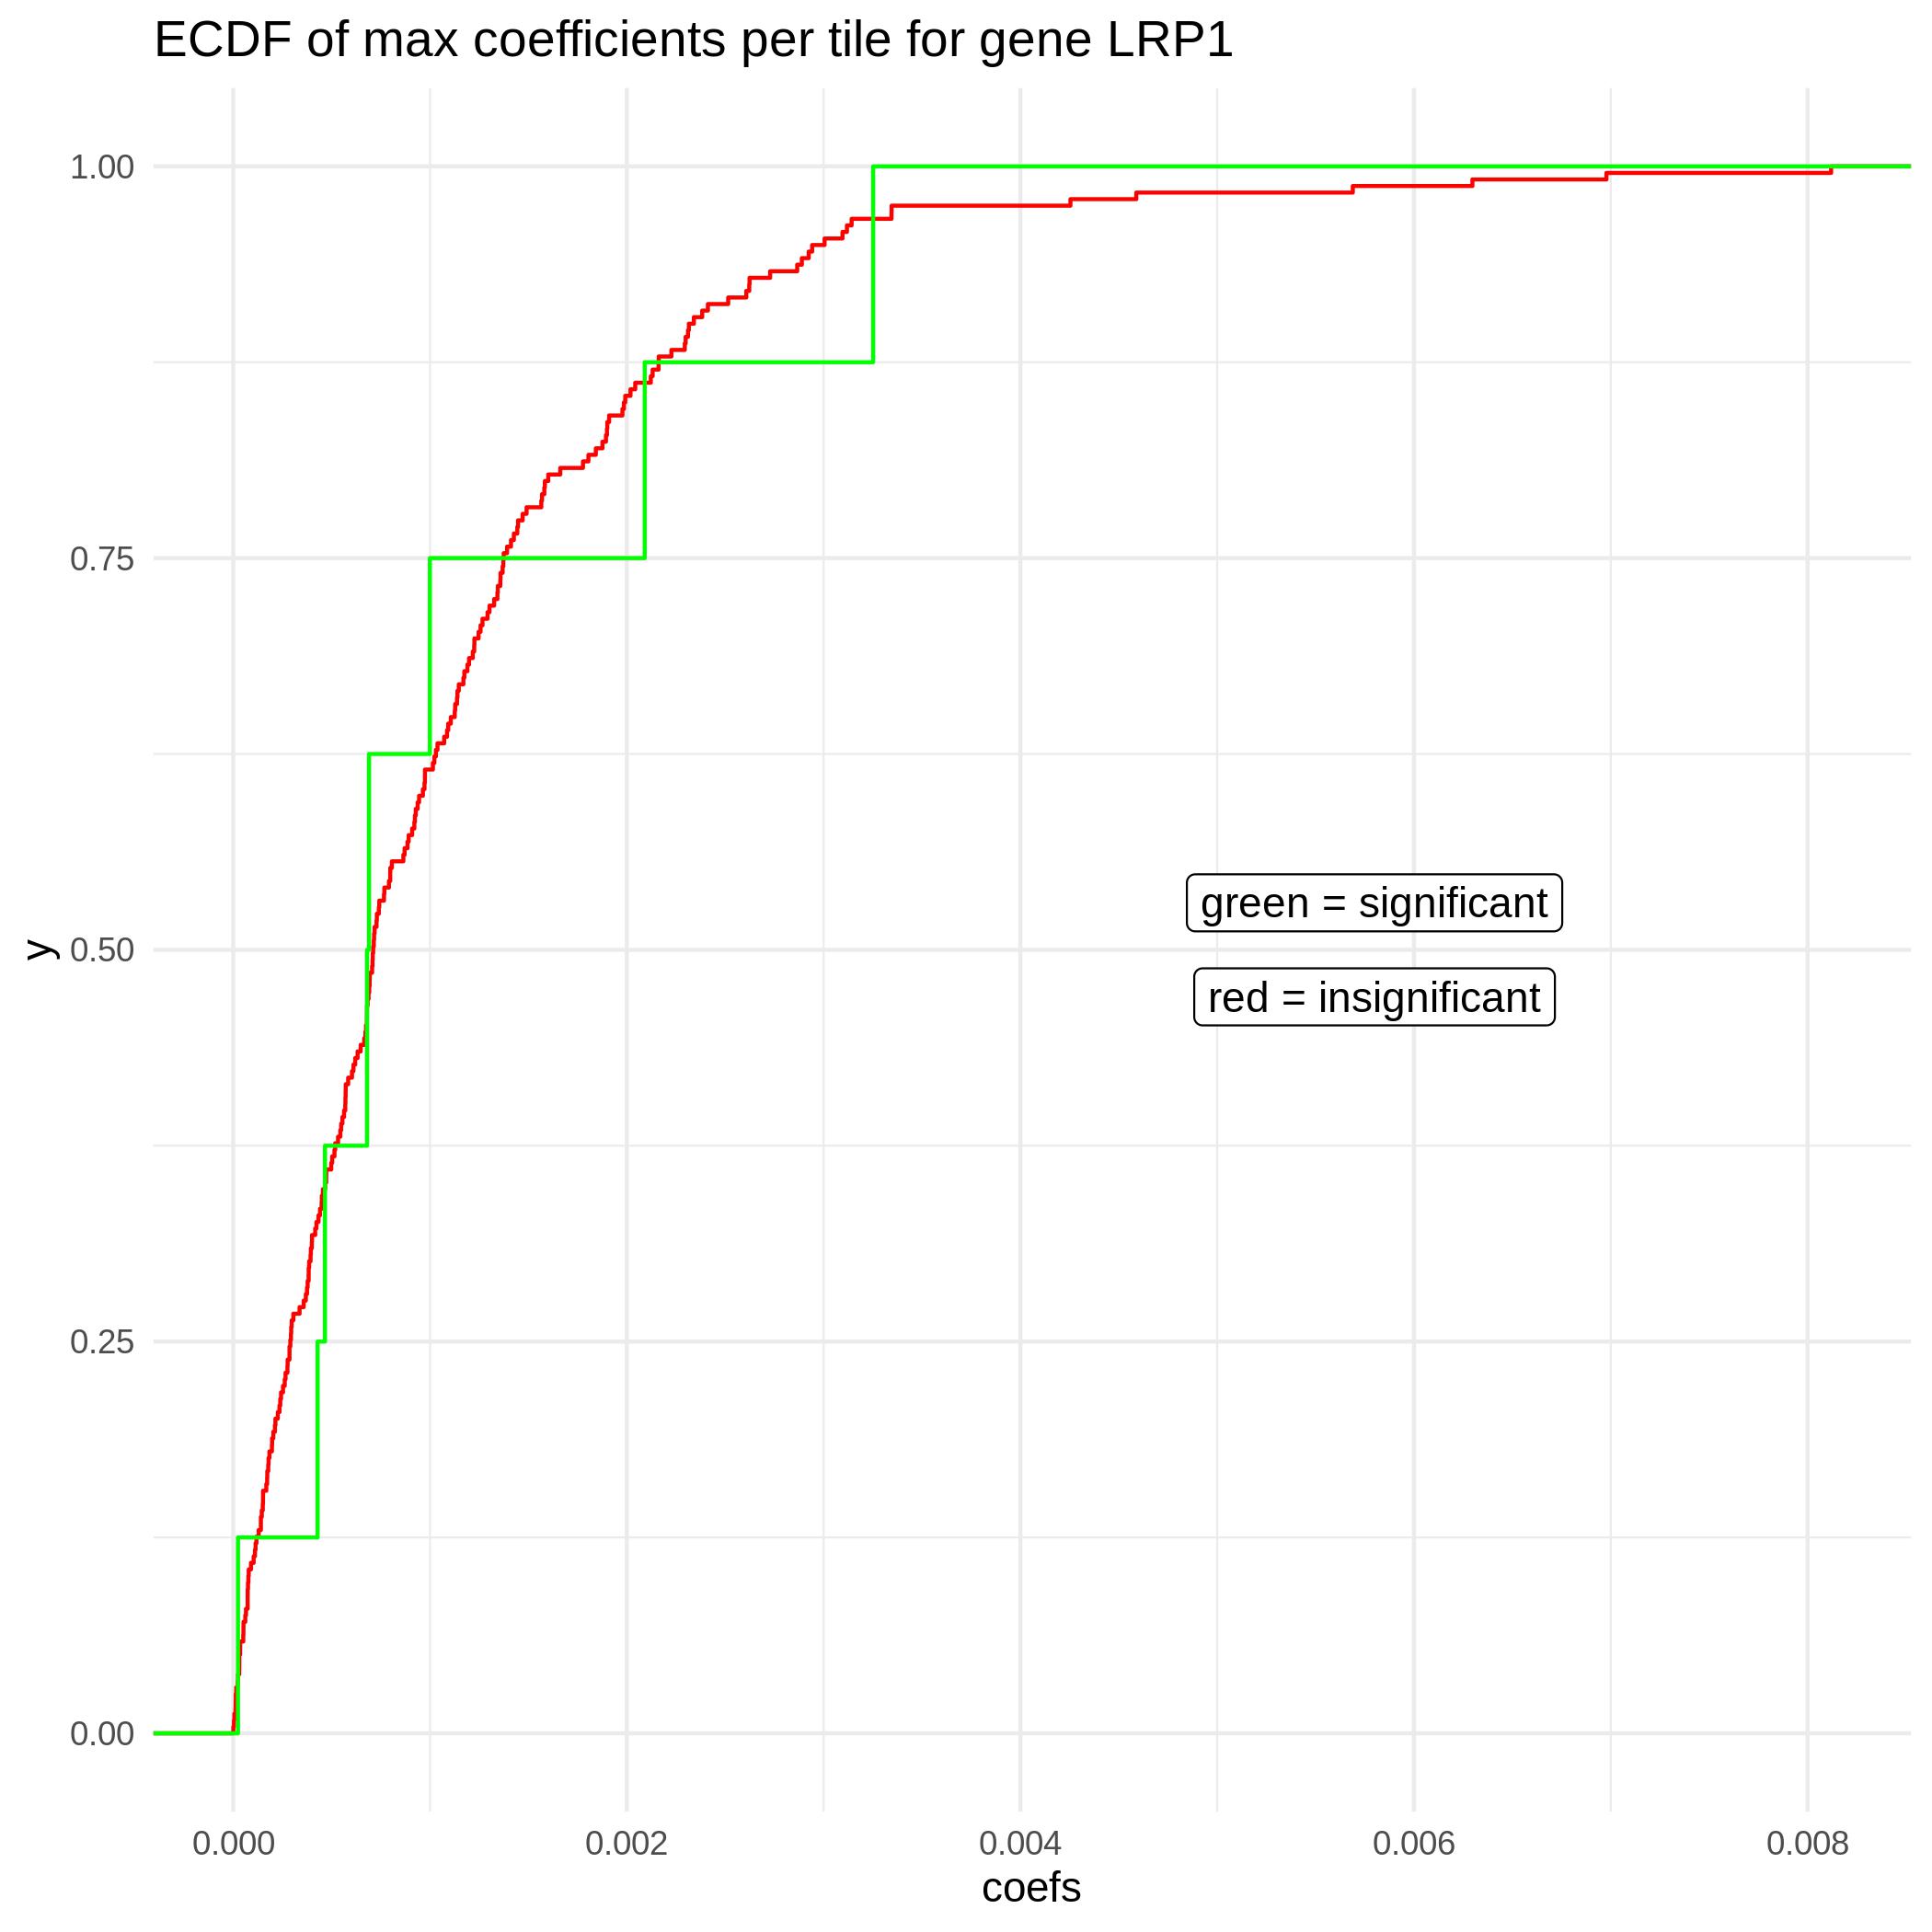 ECDF of max coefficients per tile for gene LRP1
1.00
0.75
green = significant
y
0.50
red = insignificant
0.25
0.00
0.000
0.002
0.004
0.006
0.008
coefs